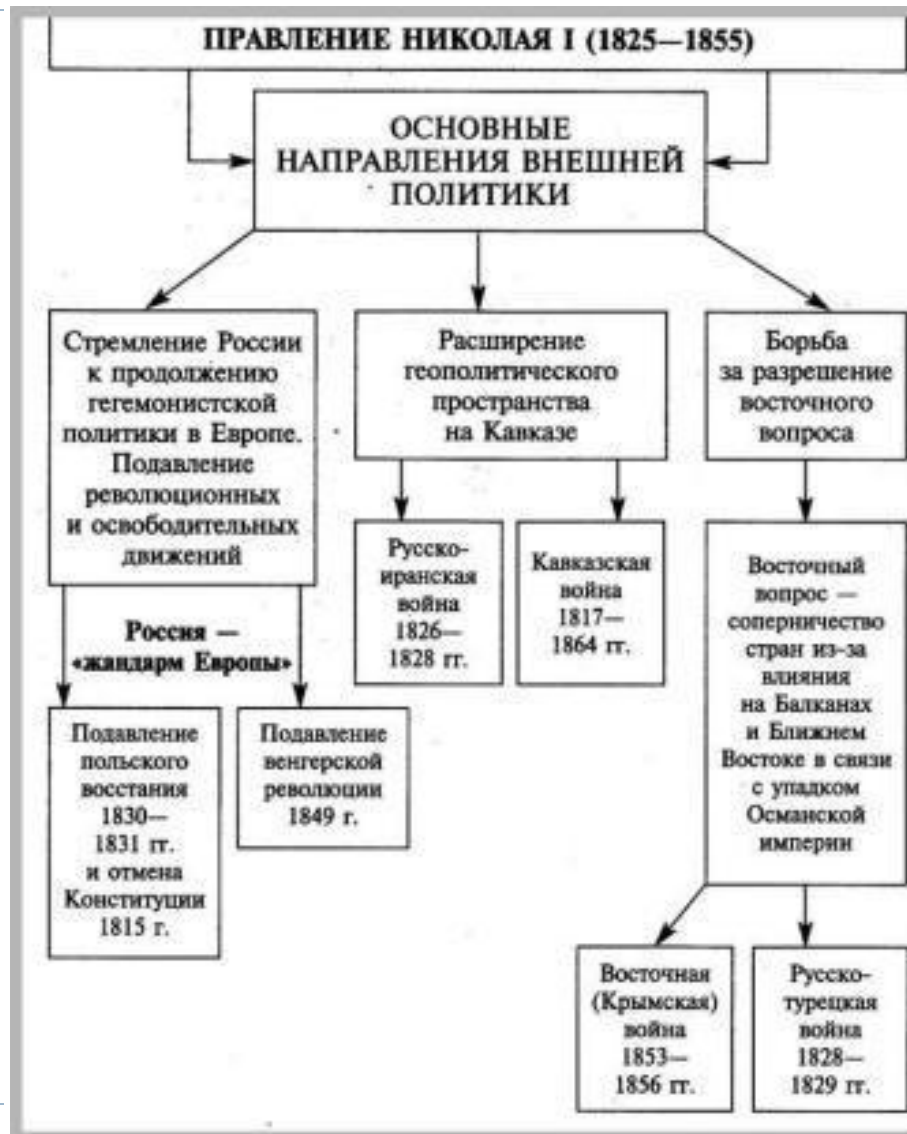 ПРАВЛЕНИЕ НИКОЛАЯ I (1825—1855)
ОСНОВНЫЕ
НАПРАВЛЕНИЯ ВНЕШНЕЙ
ПОЛИТИКИ
Стремление России
к продолжению
гегемонистской
политики в Европе.
Подавление
революционных
и освободительных
движений
Расширение
геополитического
пространства
на Кавказе
Борьба
за разрешение
восточного
вопроса
Россия —
«жандарм Европы»
Подавление
польского
восстания
1830—
1831 гг.
и отмена
Конституции
1815 г.
Подавление
венгерской
революции
1849 г.
Русско-
иранская
война
1826—
1828 гг.
Кавказская
война
1817—
1864 гг.
Восточный
вопрос —
соперничество
стран из-за
влияния
на Балканах
и Ближнем
Востоке в связи
с упадком
Османской
империи
Восточная
(Крымская)
война
1853—
1856 гг.
Русско-
турецкая
война
1828—
1829 гг.